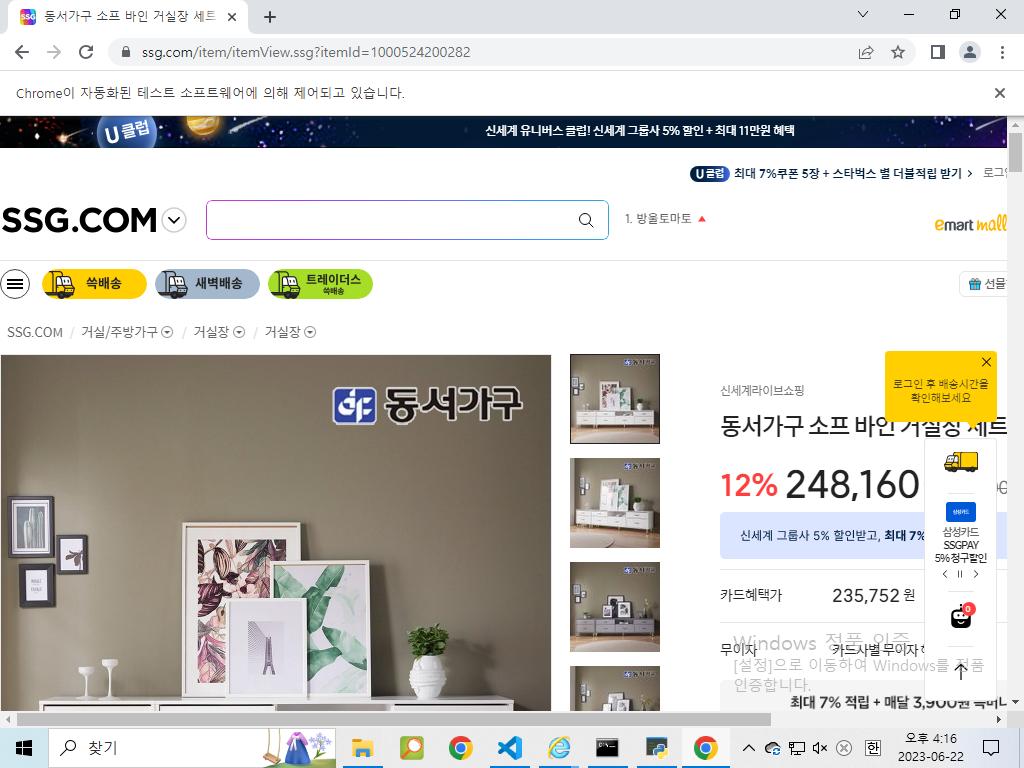 동서가구 소프 바인 거실장 세트
ssg.com/item/itemView.ssg?itemId=1000524200282
Chrome이 자동화된 테스트 소프트웨어에 의해 제어되고 있습니다.
U 클럽
신세계 유니버스 클럽! 신세계 그룹사 5% 할인 + 최대 11만원 혜택
U 클럽 최대 7%쿠폰 5장 + 스타벅스 별 더블적립 받기 >
SSG.COM
1. 방울토마토
emart mall
쓱배송
새벽배송
트레이더스
쓱배송
선물
SSG.COM / 거실/주방가구 / 거실장 / 거실장
동서가구
로그인 후 배송시간을
확인해보세요
신세계라이브쇼핑
동서가구 소프 바인 거실장 세트
12% 248,160
신세계 그룹사 5% 할인받고, 최대 7%
삼성카드
삼성카드
SSGPAY
5% 청구할인
카드혜택가 235,752 원
0
무이자 카드사별 무이자
Windows 정품 인증
[설정]으로 이동하여 Windows를 정품
인증합니다.
최대 7% 적립 + 매달 3,900원
찾기
한
오후 4:16
2023-06-22